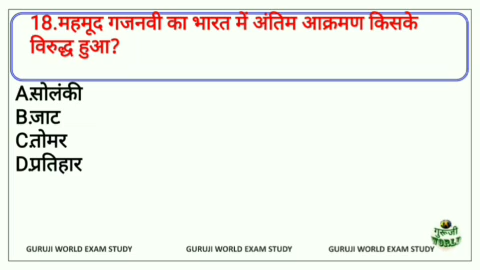 18.महमूद गजनवी का भारत में अंतिम आक्रमण किसके
विरुद्ध हुआ?
A.सोलंकी
B.जाट
C.तोमर
D.प्रतिहार
गुरूजी
WORLD
GURUJI WORLD EXAM STUDY GURUJI WORLD EXAM STUDY GURUJI WORLD EXAM STUDY